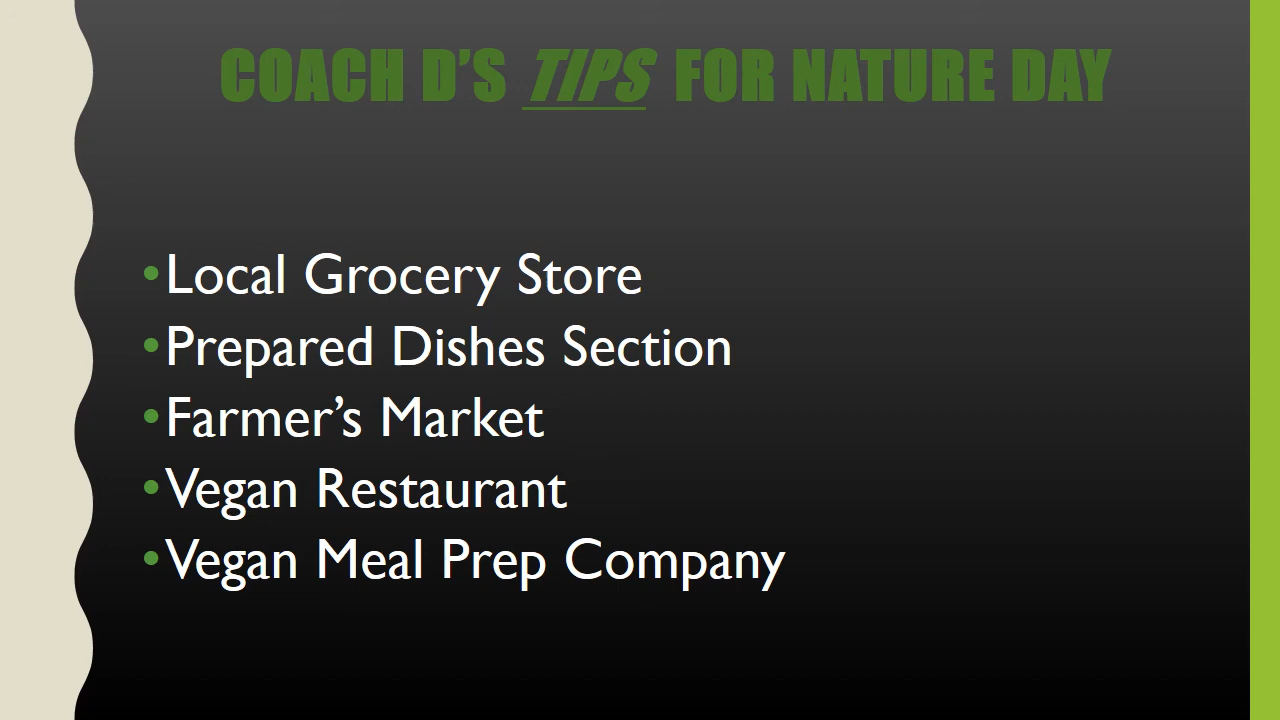 COACH D’S TIPS FOR NATURE DAY
•Local Grocery Store
•Prepared Dishes Section
•Farmer’s Market
•Vegan Restaurant
•Vegan Meal Prep Company